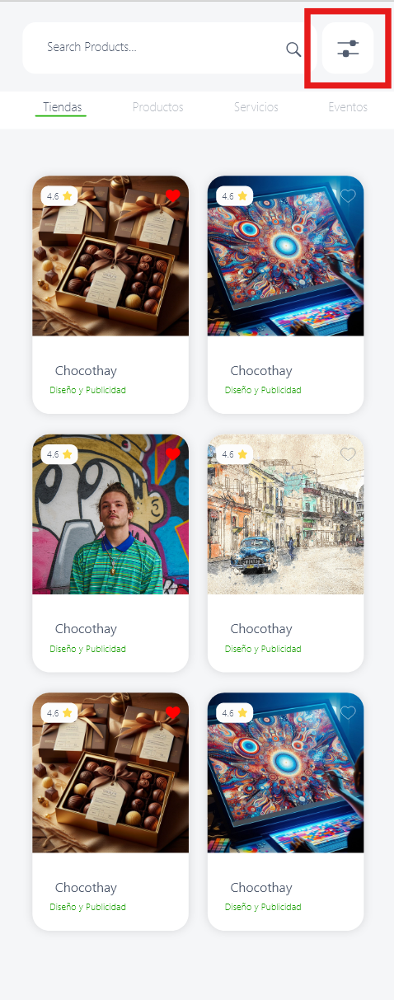 Search Products...
Tiendas Productos Servicios Eventos
4.6 4.6
Chocothay Chocothay
Diseño y Publicidad Diseño y Publicidad
4.6 4.6
Chocothay Chocothay
Diseño y Publicidad Diseño y Publicidad
4.6 4.6
Chocothay Chocothay
Diseño y Publicidad Diseño y Publicidad